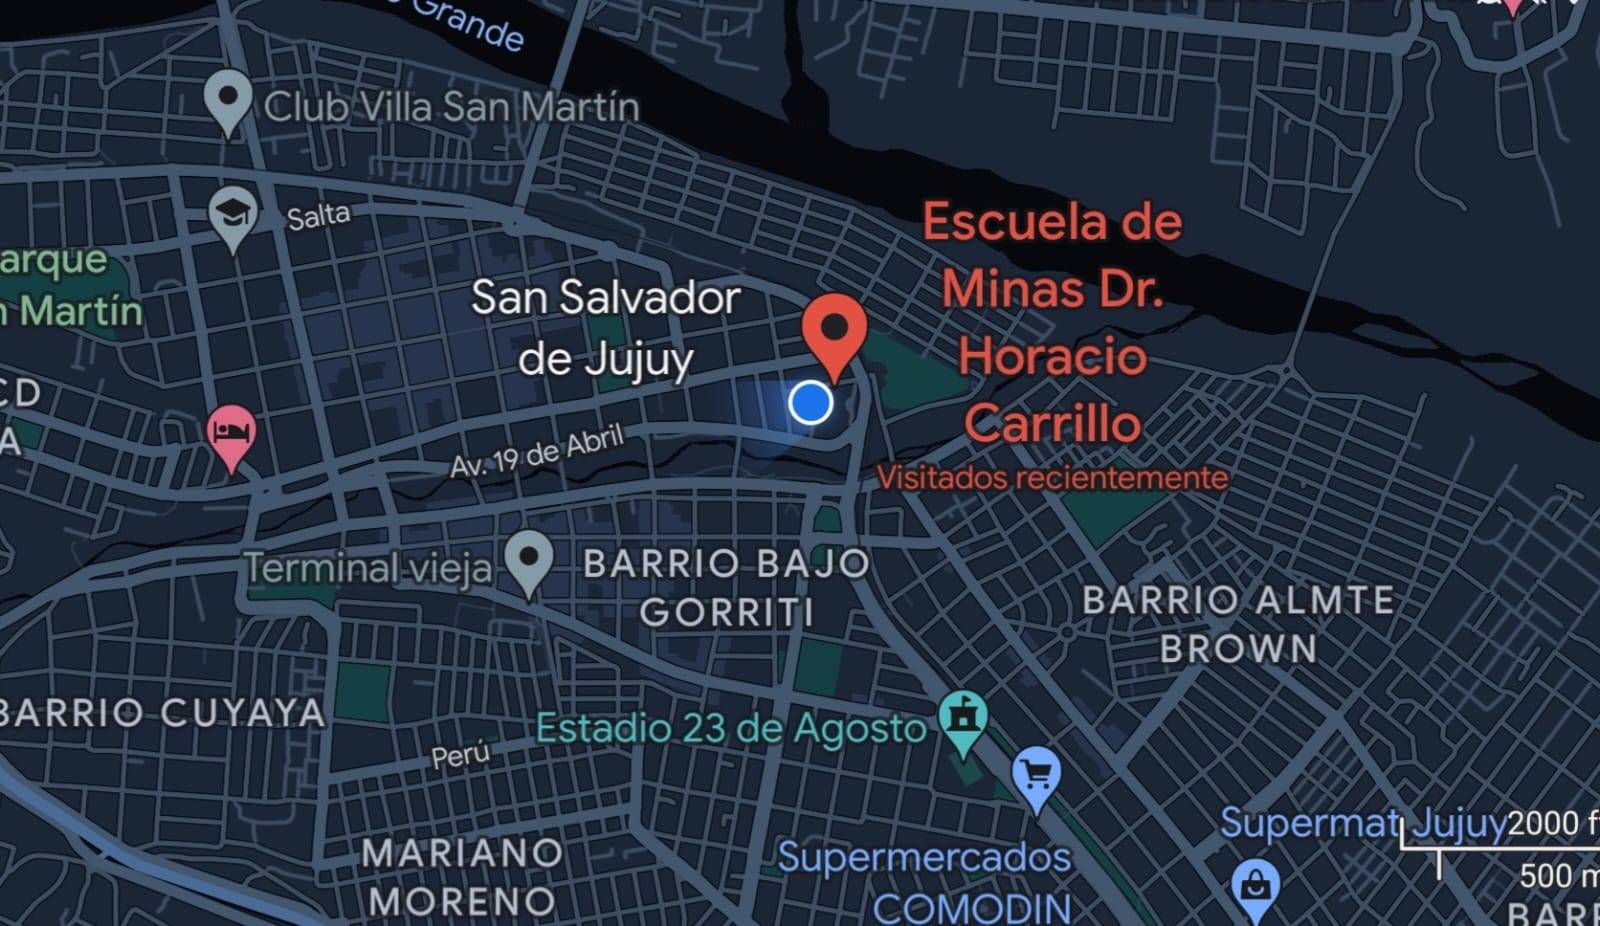 Grande
Club Villa San Martín
Salta
arque
n Martín
San Salvador
de Jujuy
Escuela de
Minas Dr.
Horacio
Carrillo
Visitados recientemente
CD
A
Av. 19 de Abril
Terminal vieja
BARRIO BAJO
GORRITI
BARRIO ALMTE
BROWN
BARRIO CUYAYA
Estadio 23 de Agosto
Perú
MARIANO
MORENO
Supermercados
COMODIN
Supermat Jujuy
2000 f
500 m
BARR